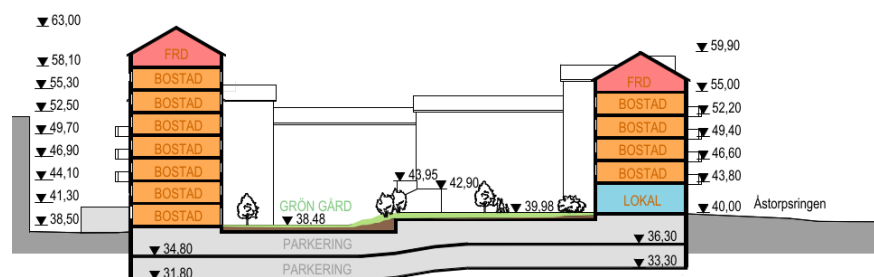 63,00
59,90
58,10
FRD
55,30
BOSTAD
FRD
55,00
52,50
BOSTAD
BOSTAD
52,20
49,70
BOSTAD
BOSTAD
49,40
46,90
BOSTAD
BOSTAD
46,60
44,10
BOSTAD
43,95
42,90
BOSTAD
43,80
41,30
BOSTAD
GRÖN GÅRD
39,98
LOKAL
40,00
Åstorpsringen
38,50
BOSTAD
38,48
34,80
PARKERING
36,30
31,80
PARKERING
33,30